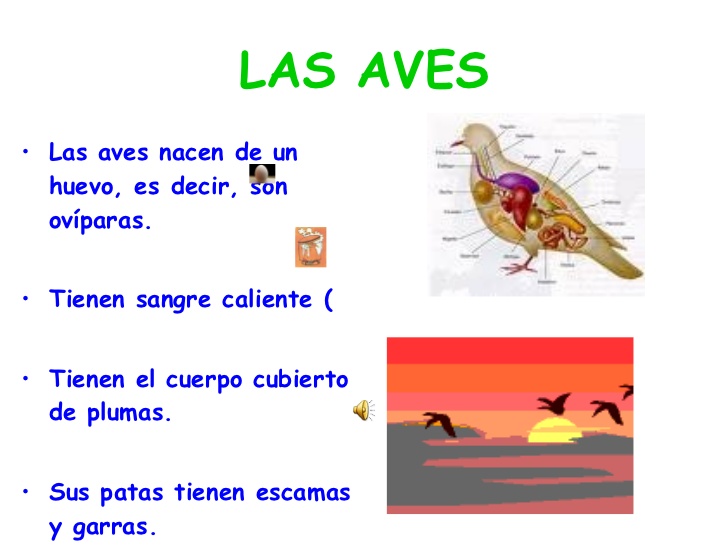 LAS AVES
• Las aves nacen de un
huevo, es decir, son
ovíparas.
• Tienen sangre caliente (
• Tienen el cuerpo cubierto
de plumas.
• Sus patas tienen escamas
y garras.